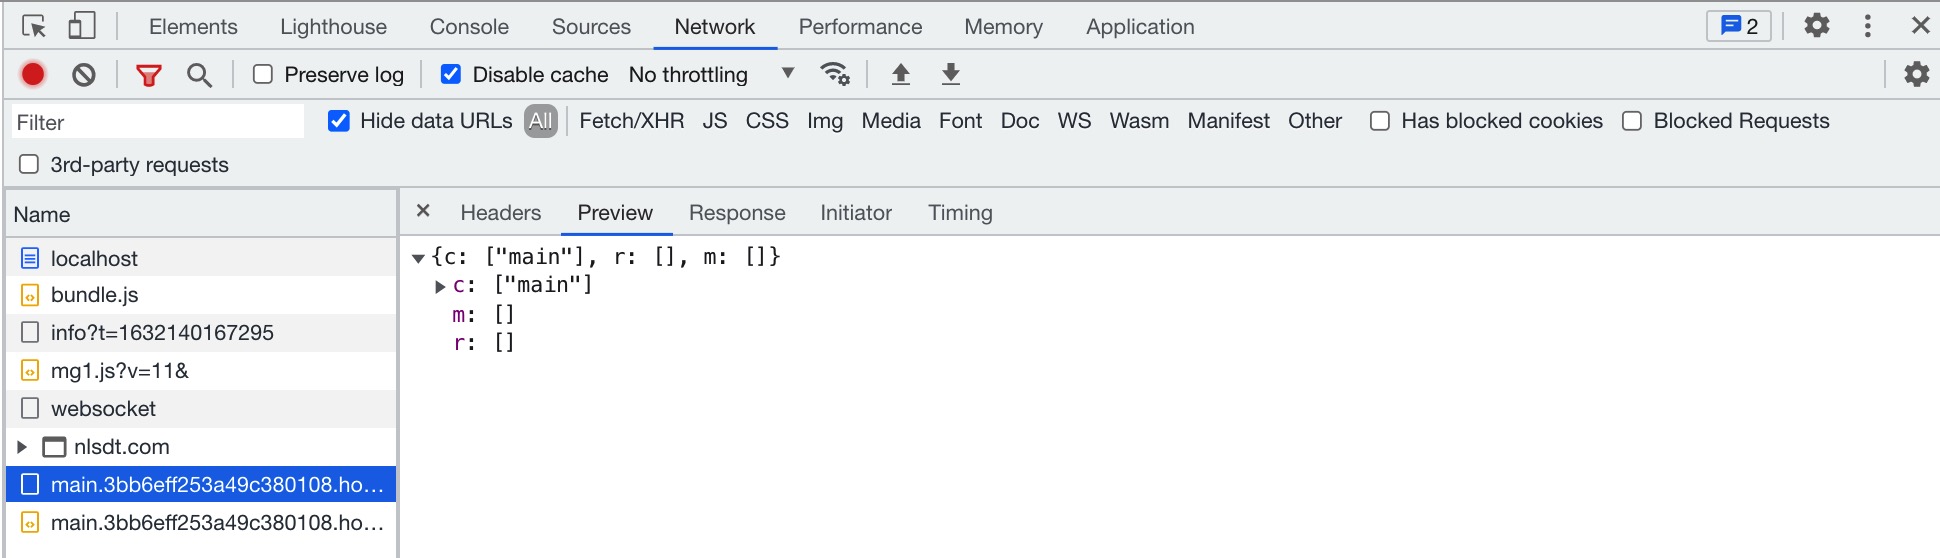 Elements Lighthouse Console Sources Network Performance Memory Application 2
Preserve log Disable cache No throttling
Filter Hide data URLs All Fetch/XHR JS CSS Img Media Font Doc WS Wasm Manifest Other Has blocked cookies Blocked Requests
3rd-party requests
Name
localhost
bundle.js
info?t=1632140167295
mg1.js?v=11&
websocket
nlsdt.com
main.3bb6eff253a49c380108.ho...
main.3bb6eff253a49c380108.ho...
Headers Preview Response Initiator Timing
{c: ["main"], r: [], m: []}
c: ["main"]
m: []
r: []